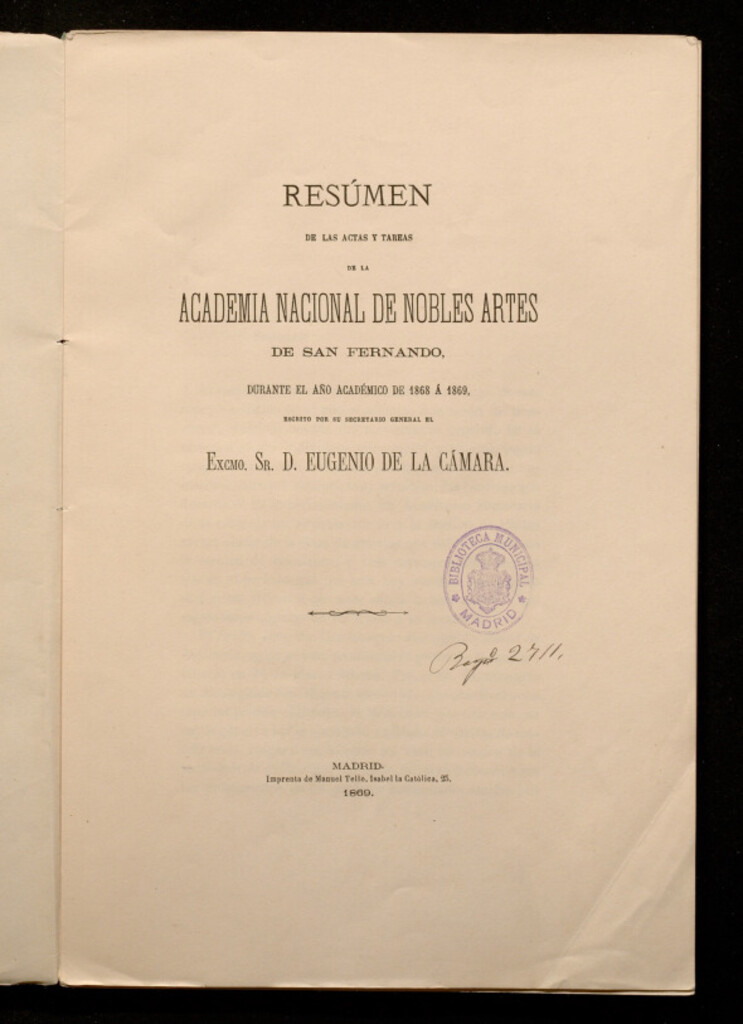 RESÚMEN
DE LAS ACTAS Y TAREAS
DE LA
ACADEMIA NACIONAL DE NOBLES ARTES
DE SAN FERNANDO,
DURANTE EL AÑO ACADÉMICO DE 1868 Á 1869,
ESCRITO POR SU SECRETARIO GENERAL EL
EXCMO. SR. D. EUGENIO DE LA CÁMARA.
BIBLIOTECA MUNICIPAL
MADRID
2711.
MADRID.
Imprenta de Manuel Tello, Isabel la Católica, 23.
1869.